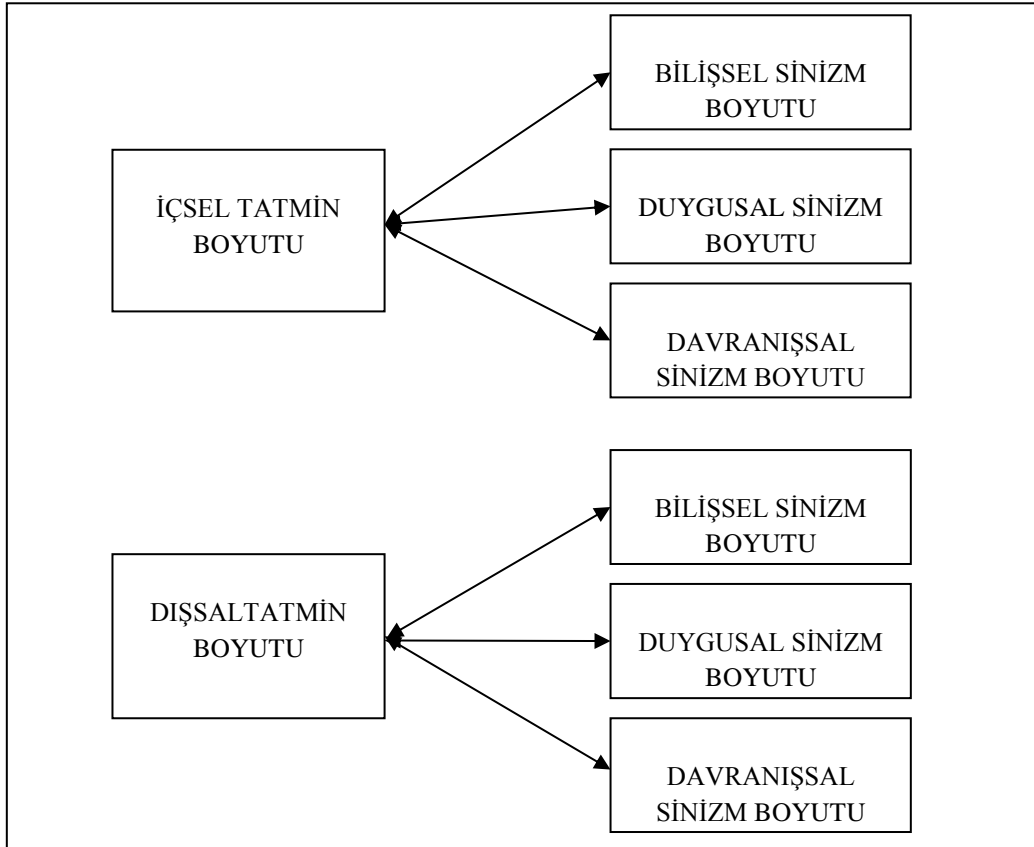 BİLİŞSEL SİNİZM
BOYUTU
İÇSEL TATMİN
BOYUTU
DUYGUSAL SİNİZM
BOYUTU
DAVRANIŞSAL
SİNİZM BOYUTU
BİLİŞSEL SİNİZM
BOYUTU
DIŞSALTATMİN
BOYUTU
DUYGUSAL SİNİZM
BOYUTU
DAVRANIŞSAL
SİNİZM BOYUTU